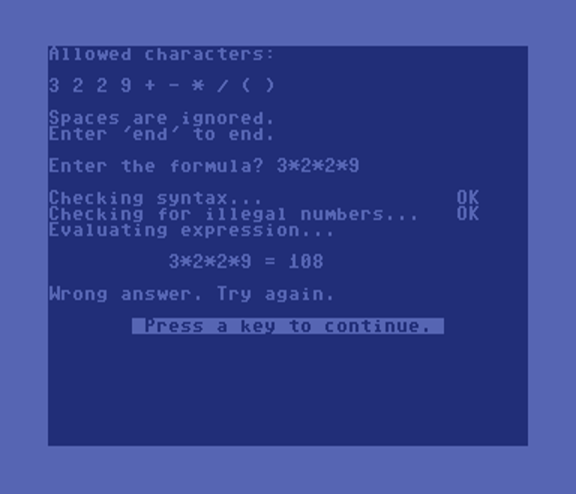 Allowed characters:
3 2 2 9 + - * / ( )
Spaces are ignored.
Enter 'end' to end.
Enter the formula? 3*2*2*9
Checking syntax... OK
Checking for illegal numbers... OK
Evaluating expression...
3*2*2*9 = 108
Wrong answer. Try again.
Press a key to continue.